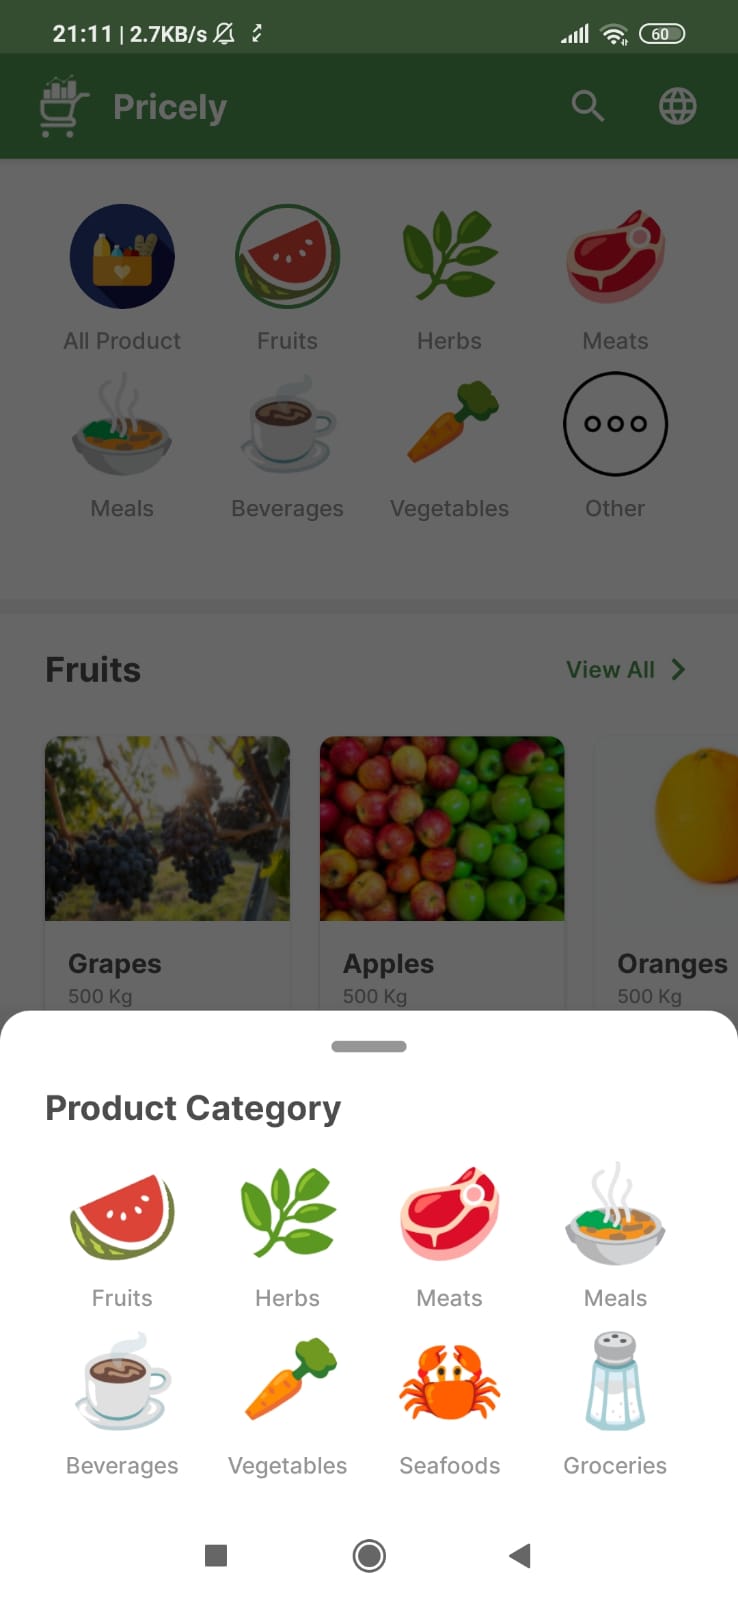 21:11 | 2.7KB/s
60
Pricely
All Product Fruits Herbs Meats
Meals Beverages Vegetables Other
Fruits View All
Grapes Apples Oranges
500 Kg 500 Kg 500 Kg
Product Category
Fruits Herbs Meats Meals
Beverages Vegetables Seafoods Groceries